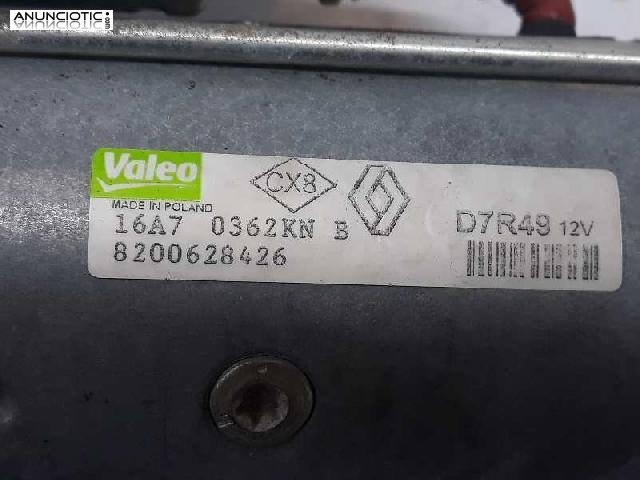 ANUNCIOTIC
Valeo
MADE IN POLAND
CX8
16A7 0362KN B
8200628426
D7R49 12V